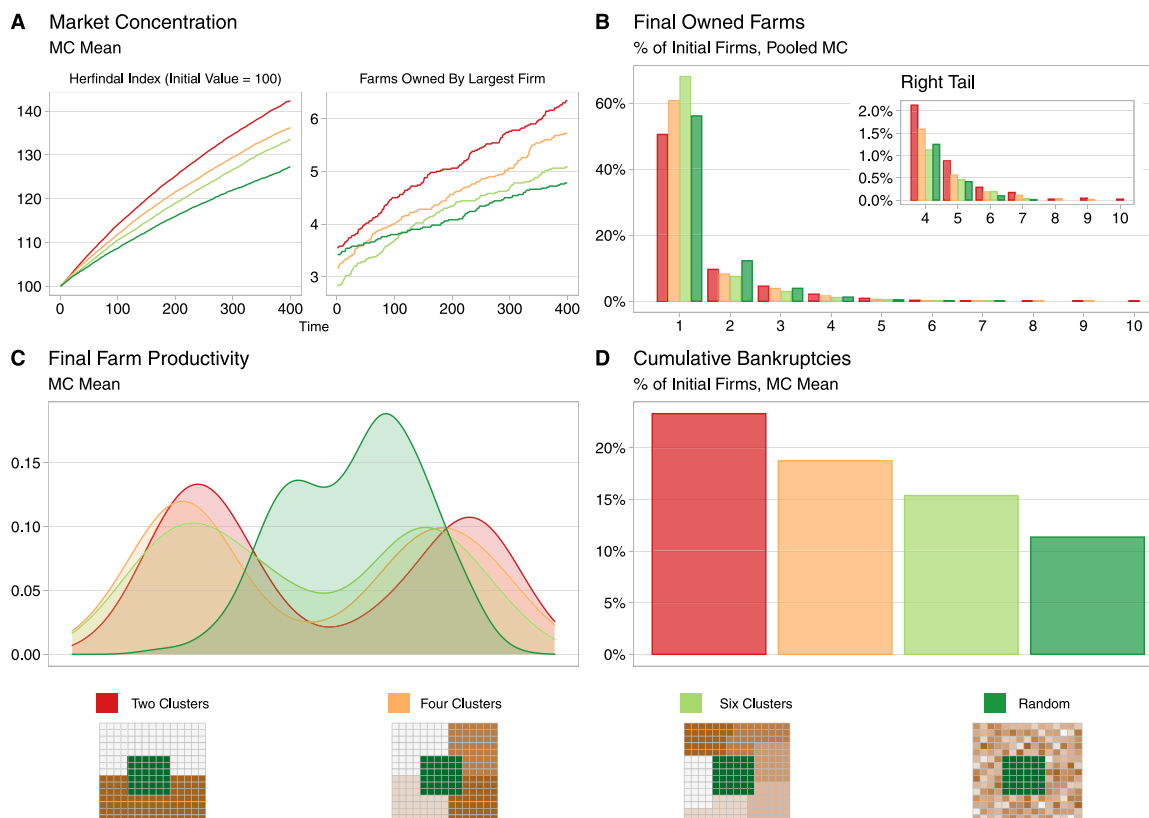 A Market Concentration
MC Mean
Herfindal Index (Initial Value = 100)
Farms Owned By Largest Firm
140
130
120
110
100
0 100 200 300 400
6
5
4
3
0 100 200 300 400
Time
B Final Owned Farms
% of Initial Firms, Pooled MC
60%
40%
20%
0%
1 2 3 4 5 6 7 8 9 10
Right Tail
2.0%
1.5%
1.0%
0.5%
0.0%
4 5 6 7 8 9 10
C Final Farm Productivity
MC Mean
0.15
0.10
0.05
0.00
D Cumulative Bankruptcies
% of Initial Firms, MC Mean
20%
15%
10%
5%
0%
Two Clusters
Four Clusters
Six Clusters
Random